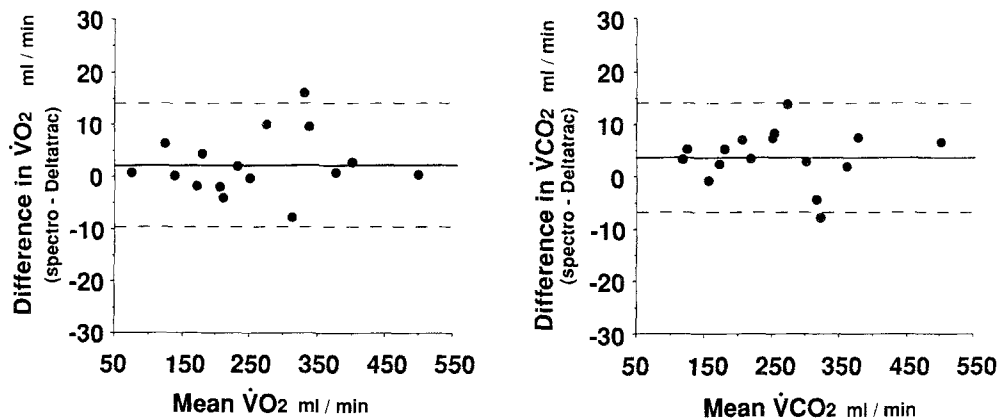 Difference in V̇O2 ml / min
(spectro - Deltatrac)
30
20
10
0
-10
-20
-30
50 150 250 350 450 550
Mean V̇O2 ml / min
Difference in V̇CO2 ml / min
(spectro - Deltatrac)
30
20
10
0
-10
-20
-30
50 150 250 350 450 550
Mean V̇CO2 ml / min